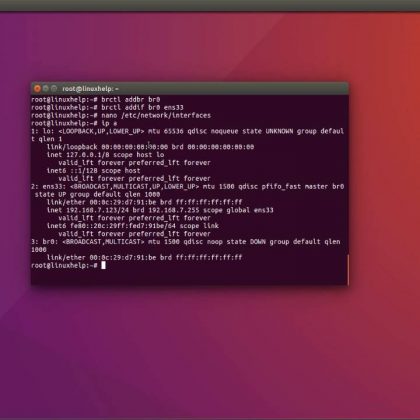 root@linuxhelp: ~
root@linuxhelp:~# brctl addbr br0
root@linuxhelp:~# brctl addif br0 ens33
root@linuxhelp:~# nano /etc/network/interfaces
root@linuxhelp:~# ip a
1: lo: <LOOPBACK,UP,LOWER_UP> mtu 65536 qdisc noqueue state UNKNOWN group defaul
t qlen 1
link/loopback 00:00:00:00:00:00 brd 00:00:00:00:00:00
inet 127.0.0.1/8 scope host lo
valid_lft forever preferred_lft forever
inet6 ::1/128 scope host
valid_lft forever preferred_lft forever
2: ens33: <BROADCAST,MULTICAST,UP,LOWER_UP> mtu 1500 qdisc pfifo_fast master br0
state UP group default qlen 1000
link/ether 00:0c:29:d7:91:be brd ff:ff:ff:ff:ff:ff
inet 192.168.7.123/24 brd 192.168.7.255 scope global ens33
valid_lft forever preferred_lft forever
inet6 fe80::20c:29ff:fed7:91be/64 scope link
valid_lft forever preferred_lft forever
3: br0: <BROADCAST,MULTICAST> mtu 1500 qdisc noop state DOWN group default qlen
1000
link/ether 00:0c:29:d7:91:be brd ff:ff:ff:ff:ff:ff
root@linuxhelp:~#